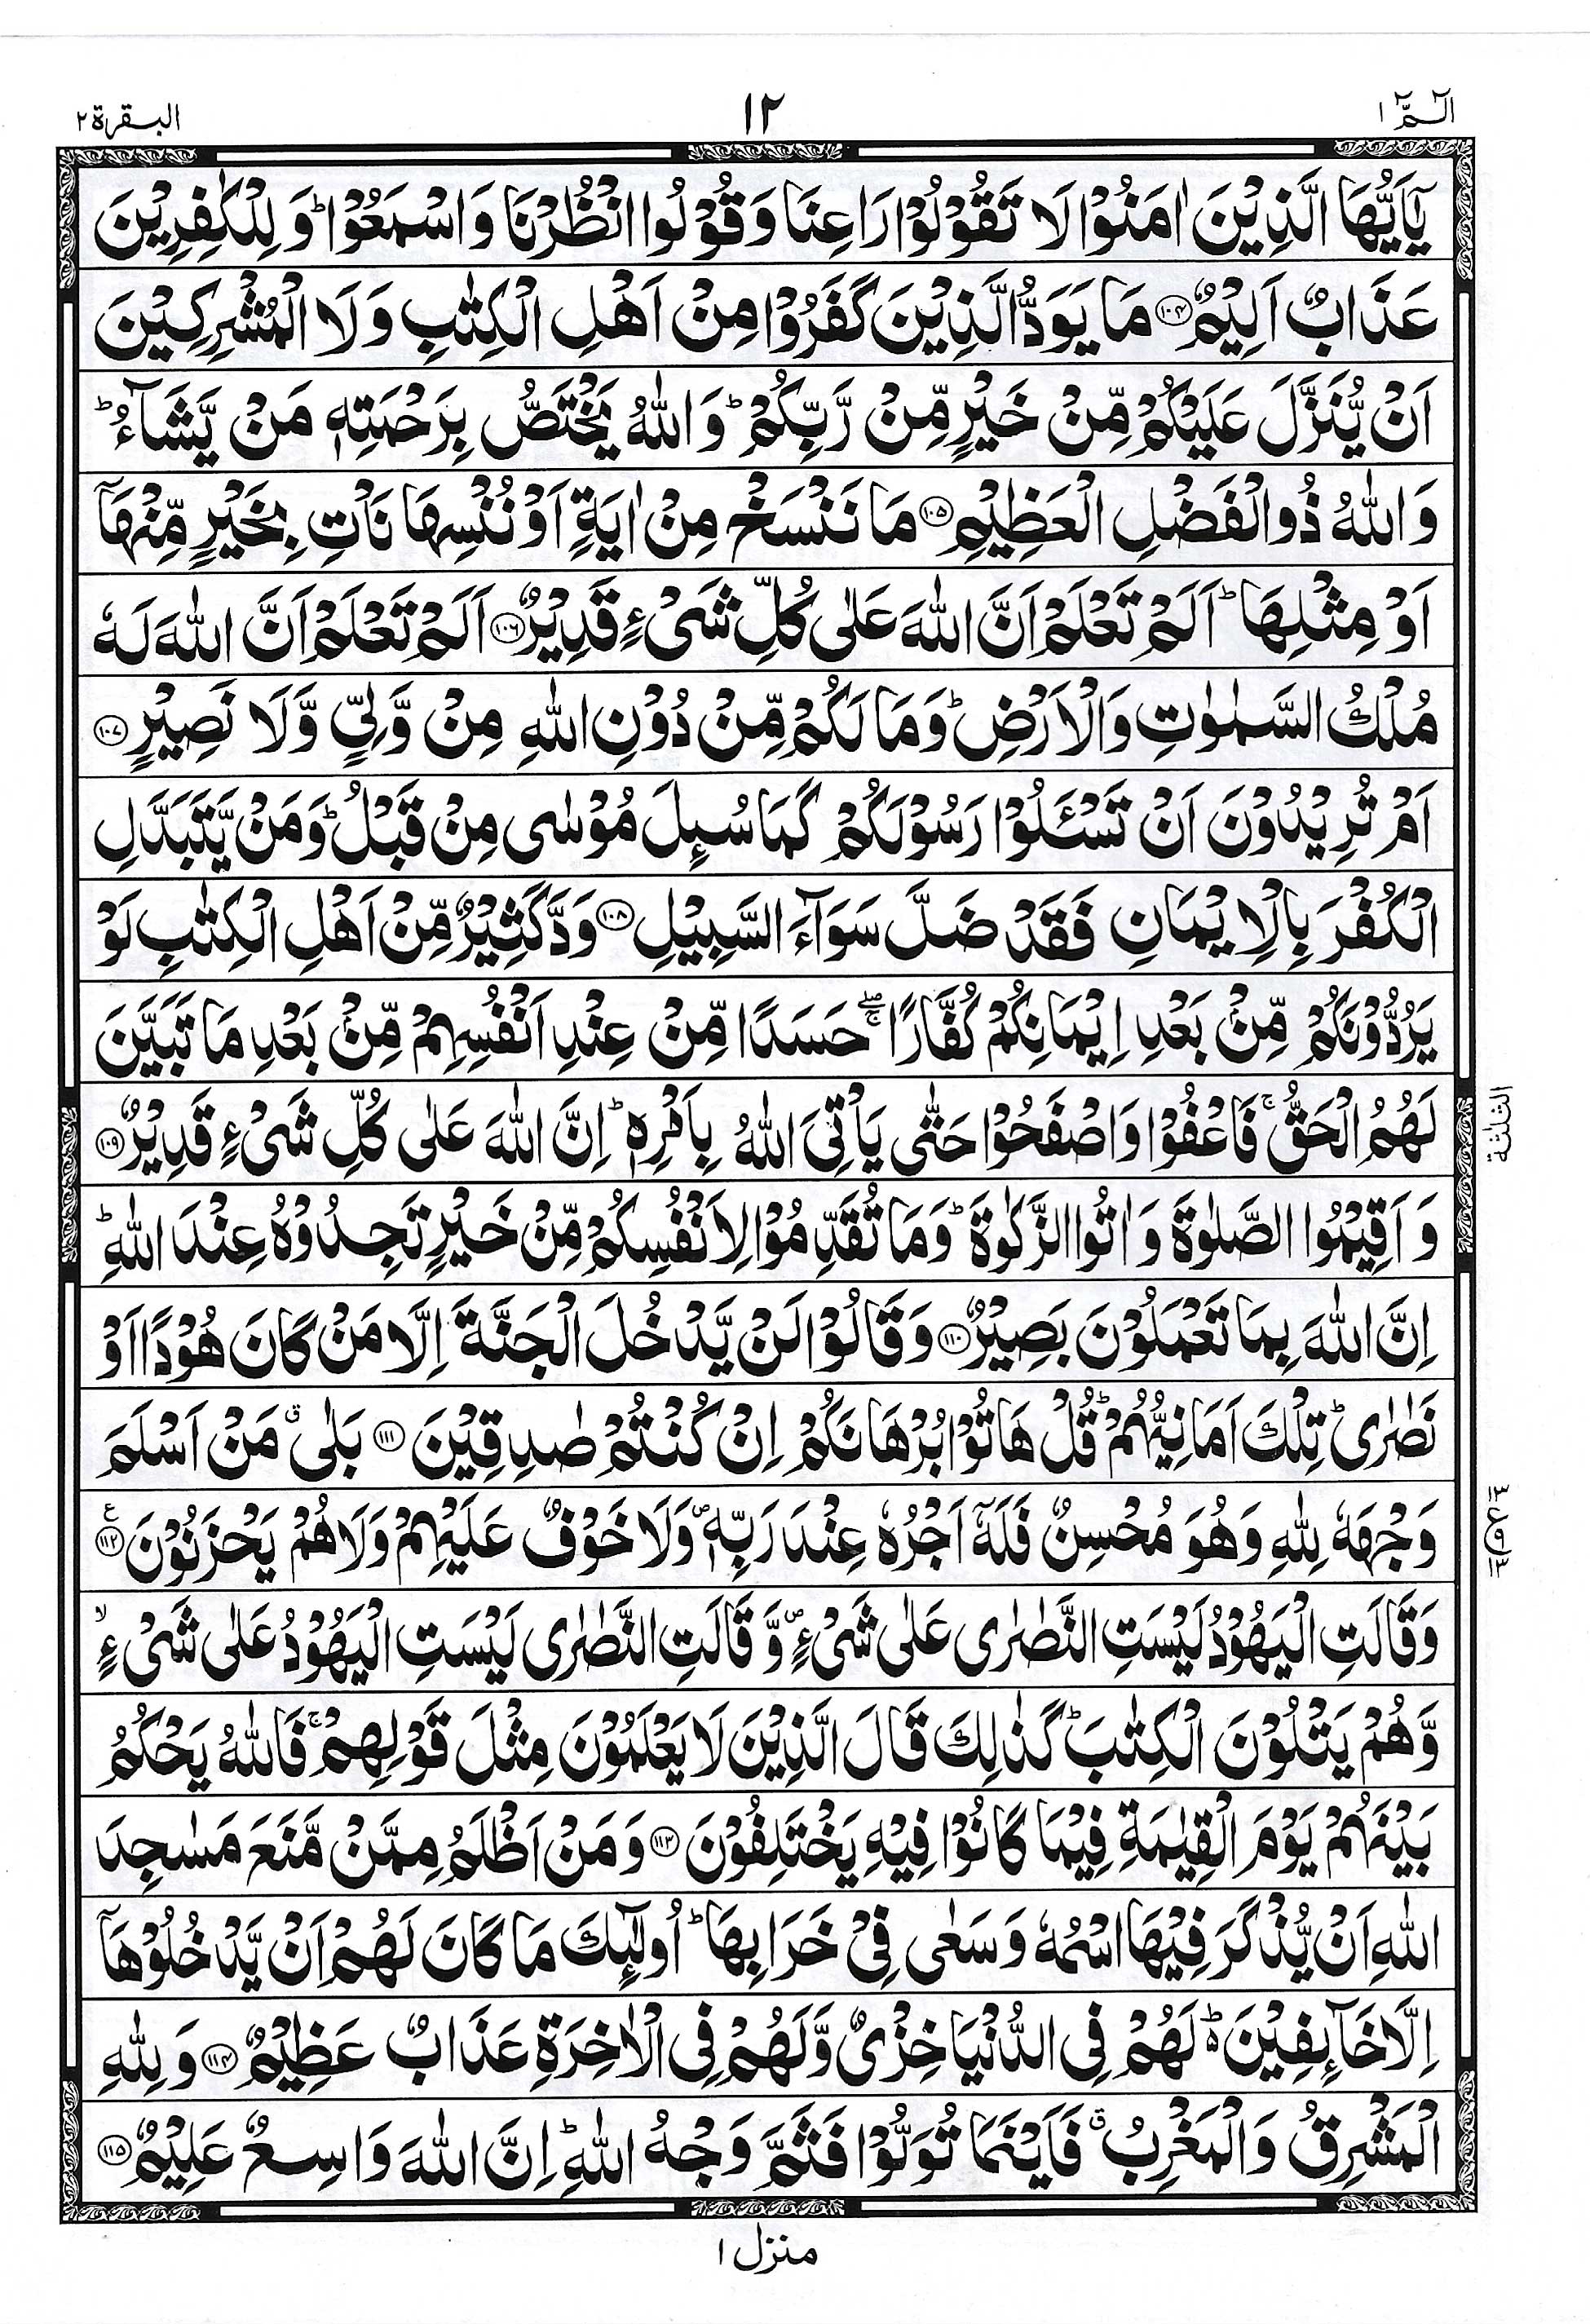 الٓمّٓ ١
١٢
البقرة ٢
يٰۤاَيُّهَا الَّذِيْنَ اٰمَنُوْا لَا تَقُوْلُوْا رَاعِنَا وَقُوْلُوا انْظُرْنَا وَاسْمَعُوْاؕ وَلِلْكٰفِرِيْنَ
عَذَابٌ اَلِيْمٌ ۝١٠٤ مَا يَوَدُّ الَّذِيْنَ كَفَرُوْا مِنْ اَهْلِ الْكِتٰبِ وَلَا الْمُشْرِكِيْنَ
اَنْ يُّنَزَّلَ عَلَيْكُمْ مِّنْ خَيْرٍ مِّنْ رَّبِّكُمْؕ وَاللّٰهُ يَخْتَصُّ بِرَحْمَتِهٖ مَنْ يَّشَآءُؕ
وَاللّٰهُ ذُو الْفَضْلِ الْعَظِيْمِ ۝١٠٥ مَا نَنْسَخْ مِنْ اٰيَةٍ اَوْ نُنْسِهَا نَاْتِ بِخَيْرٍ مِّنْهَاۤ
اَوْ مِثْلِهَاؕ اَلَمْ تَعْلَمْ اَنَّ اللّٰهَ عَلٰى كُلِّ شَيْءٍ قَدِيْرٌ ۝١٠٦ اَلَمْ تَعْلَمْ اَنَّ اللّٰهَ لَهٗ
مُلْكُ السَّمٰوٰتِ وَالْاَرْضِؕ وَمَا لَكُمْ مِّنْ دُوْنِ اللّٰهِ مِنْ وَّلِيٍّ وَّلَا نَصِيْرٍ ۝١٠٧
اَمْ تُرِيْدُوْنَ اَنْ تَسْـَٔلُوْا رَسُوْلَكُمْ كَمَا سُىِٕلَ مُوْسٰى مِنْ قَبْلُؕ وَمَنْ يَّتَبَدَّلِ
الْكُفْرَ بِالْاِيْمَانِ فَقَدْ ضَلَّ سَوَآءَ السَّبِيْلِ ۝١٠٨ وَدَّ كَثِيْرٌ مِّنْ اَهْلِ الْكِتٰبِ لَوْ
يَرُدُّوْنَكُمْ مِّنْۢ بَعْدِ اِيْمَانِكُمْ كُفَّارًاۖۚ حَسَدًا مِّنْ عِنْدِ اَنْفُسِهِمْ مِّنْۢ بَعْدِ مَا تَبَيَّنَ
لَهُمُ الْحَقُّۚ فَاعْفُوْا وَاصْفَحُوْا حَتّٰى يَاْتِيَ اللّٰهُ بِاَمْرِهٖؕ اِنَّ اللّٰهَ عَلٰى كُلِّ شَيْءٍ قَدِيْرٌ ۝١٠٩
الثلثة
وَاَقِيْمُوا الصَّلٰوةَ وَاٰتُوا الزَّكٰوةَؕ وَمَا تُقَدِّمُوْا لِاَنْفُسِكُمْ مِّنْ خَيْرٍ تَجِدُوْهُ عِنْدَ اللّٰهِؕ
اِنَّ اللّٰهَ بِمَا تَعْمَلُوْنَ بَصِيْرٌ ۝١١٠ وَقَالُوْا لَنْ يَّدْخُلَ الْجَنَّةَ اِلَّا مَنْ كَانَ هُوْدًا اَوْ
نَصٰرٰىؕ تِلْكَ اَمَانِيُّهُمْؕ قُلْ هَاتُوْا بُرْهَانَكُمْ اِنْ كُنْتُمْ صٰدِقِيْنَ ۝١١١ بَلٰىۗ مَنْ اَسْلَمَ
وَجْهَهٗ لِلّٰهِ وَهُوَ مُحْسِنٌ فَلَهٗۤ اَجْرُهٗ عِنْدَ رَبِّهٖ۪ وَلَا خَوْفٌ عَلَيْهِمْ وَلَا هُمْ يَحْزَنُوْنَ ۝١١٢ ع
وَقَالَتِ الْيَهُوْدُ لَيْسَتِ النَّصٰرٰى عَلٰى شَيْءٍ۪ وَّقَالَتِ النَّصٰرٰى لَيْسَتِ الْيَهُوْدُ عَلٰى شَيْءٍۙ
وَّهُمْ يَتْلُوْنَ الْكِتٰبَؕ كَذٰلِكَ قَالَ الَّذِيْنَ لَا يَعْلَمُوْنَ مِثْلَ قَوْلِهِمْۚ فَاللّٰهُ يَحْكُمُ
بَيْنَهُمْ يَوْمَ الْقِيٰمَةِ فِيْمَا كَانُوْا فِيْهِ يَخْتَلِفُوْنَ ۝١١٣ وَمَنْ اَظْلَمُ مِمَّنْ مَّنَعَ مَسٰجِدَ
اللّٰهِ اَنْ يُّذْكَرَ فِيْهَا اسْمُهٗ وَسَعٰى فِيْ خَرَابِهَاؕ اُولٰٓىِٕكَ مَا كَانَ لَهُمْ اَنْ يَّدْخُلُوْهَاۤ
اِلَّا خَآىِٕفِيْنَ۬ؕ لَهُمْ فِي الدُّنْيَا خِزْيٌ وَّلَهُمْ فِي الْاٰخِرَةِ عَذَابٌ عَظِيْمٌ ۝١١٤ وَلِلّٰهِ
الْمَشْرِقُ وَالْمَغْرِبُۗ فَاَيْنَمَا تُوَلُّوْا فَثَمَّ وَجْهُ اللّٰهِؕ اِنَّ اللّٰهَ وَاسِعٌ عَلِيْمٌ ۝١١٥
منزل ١